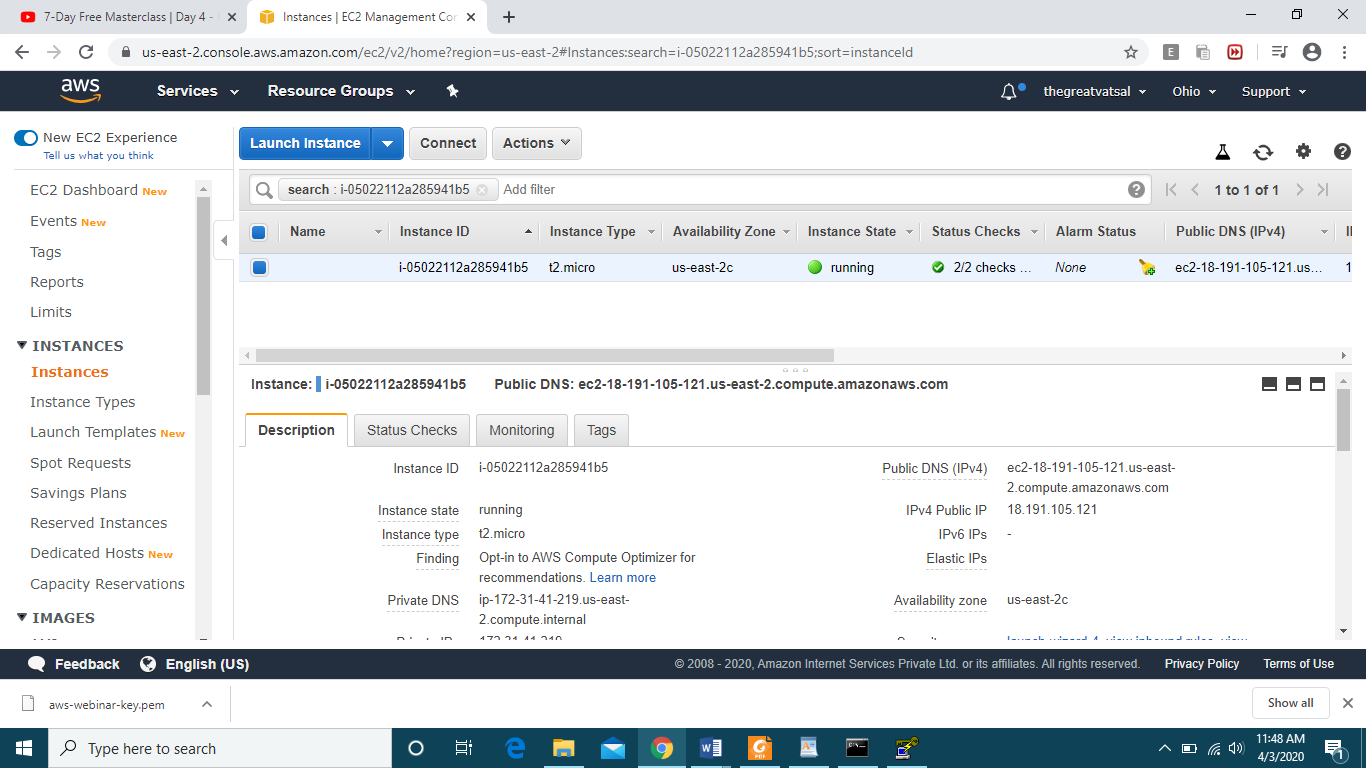 7-Day Free Masterclass | Day 4 -
Instances | EC2 Management Con
us-east-2.console.aws.amazon.com/ec2/v2/home?region=us-east-2#Instances:search=i-05022112a285941b5;sort=instanceId
aws
Services
Resource Groups
thegreatvatsal
Ohio
Support
New EC2 Experience
Tell us what you think
EC2 Dashboard New
Events New
Tags
Reports
Limits
INSTANCES
Instances
Instance Types
Launch Templates New
Spot Requests
Savings Plans
Reserved Instances
Dedicated Hosts New
Capacity Reservations
IMAGES
Launch Instance
Connect
Actions
search : i-05022112a285941b5
Add filter
1 to 1 of 1
Name
Instance ID
Instance Type
Availability Zone
Instance State
Status Checks
Alarm Status
Public DNS (IPv4)
i-05022112a285941b5
t2.micro
us-east-2c
running
2/2 checks ...
None
ec2-18-191-105-121.us...
1
Instance: i-05022112a285941b5
Public DNS: ec2-18-191-105-121.us-east-2.compute.amazonaws.com
Description
Status Checks
Monitoring
Tags
Instance ID
i-05022112a285941b5
Instance state
running
Instance type
t2.micro
Finding
Opt-in to AWS Compute Optimizer for
recommendations. Learn more
Private DNS
ip-172-31-41-219.us-east-
2.compute.internal
Public DNS (IPv4)
ec2-18-191-105-121.us-east-
2.compute.amazonaws.com
IPv4 Public IP
18.191.105.121
IPv6 IPs
-
Elastic IPs
Availability zone
us-east-2c
Feedback
English (US)
© 2008 - 2020, Amazon Internet Services Private Ltd. or its affiliates. All rights reserved.
Privacy Policy
Terms of Use
aws-webinar-key.pem
Show all
Type here to search
11:48 AM
4/3/2020
1